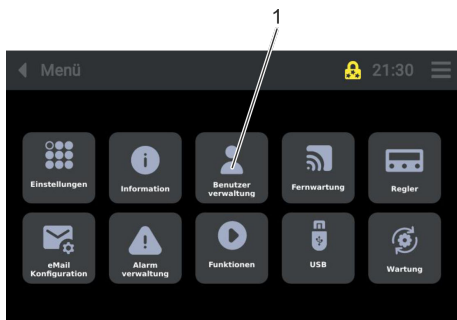 1
Menü
21:30
Einstellungen
Information
Benutzer
verwaltung
Fernwartung
Regler
eMail
Konfiguration
Alarm
verwaltung
Funktionen
USB
Wartung